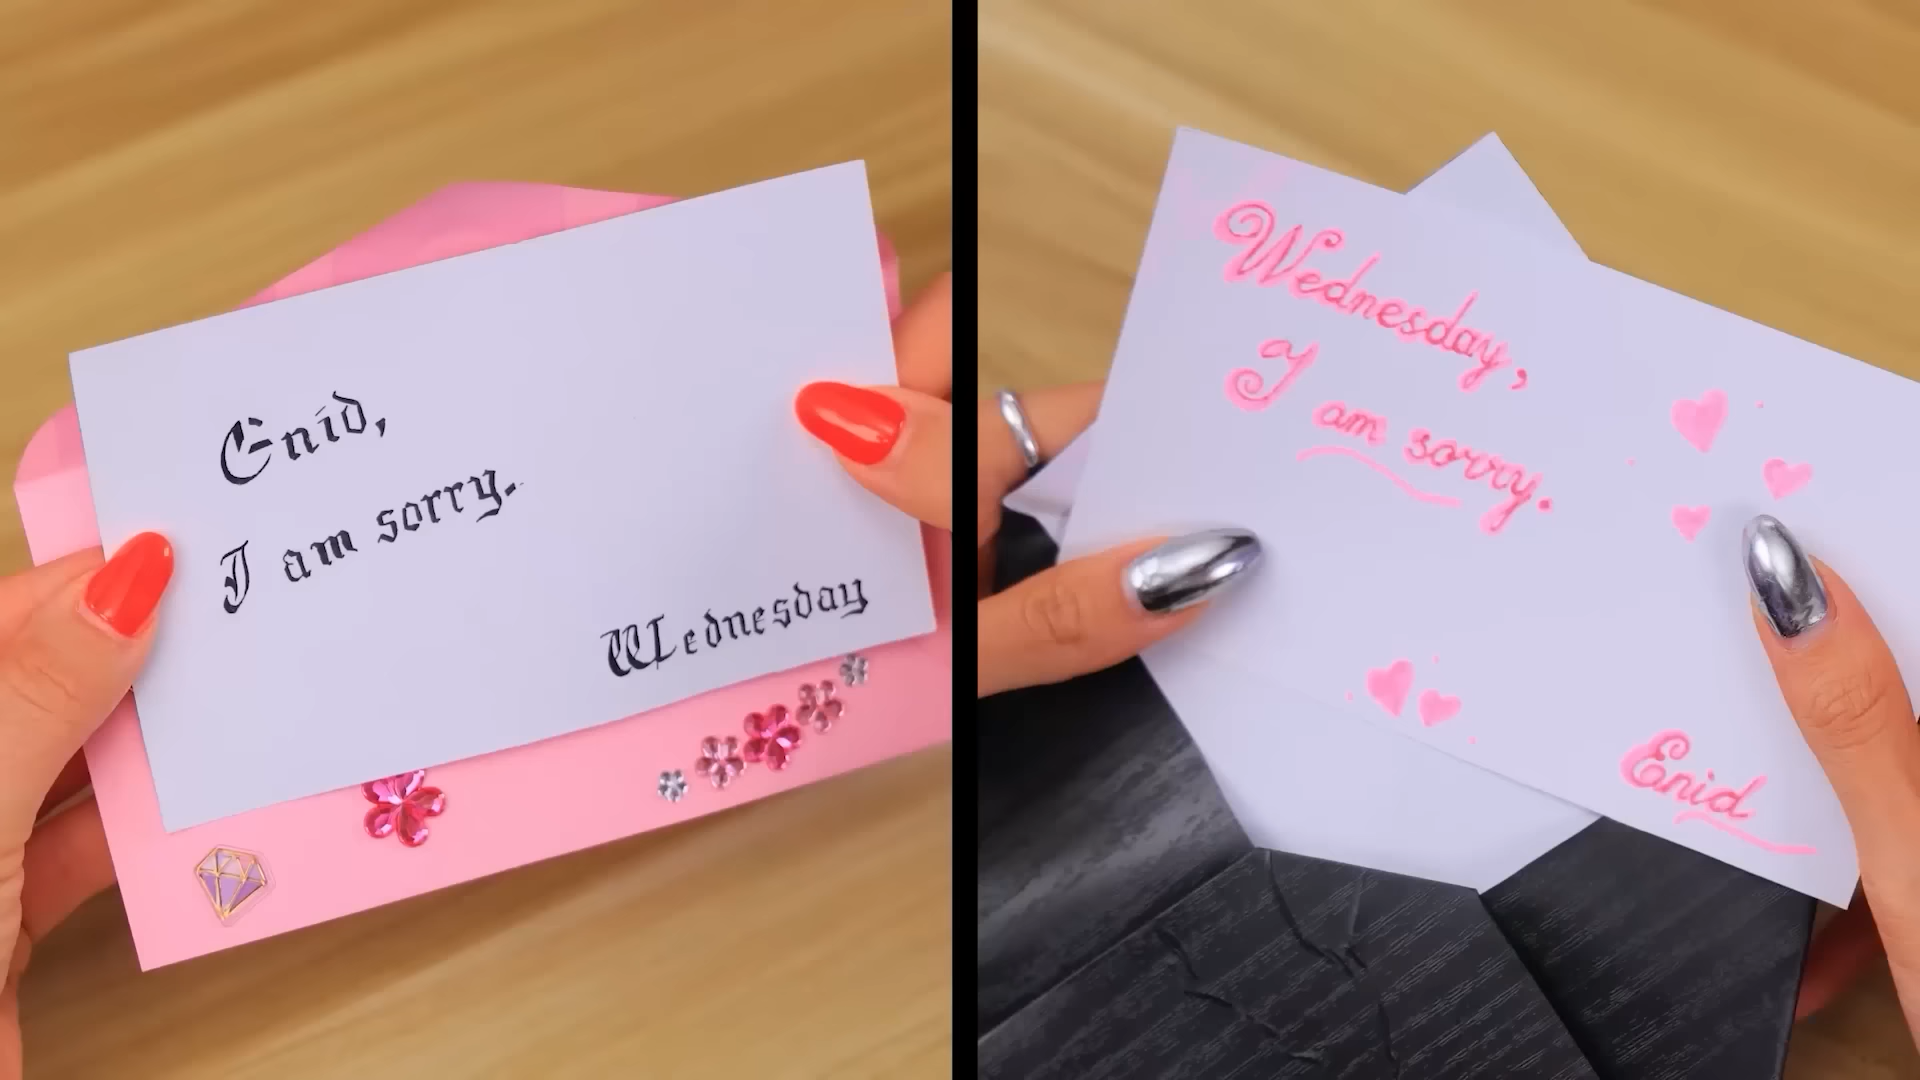 Enid,
I am sorry.
Wednesday
Wednesday,
I am sorry.
Enid